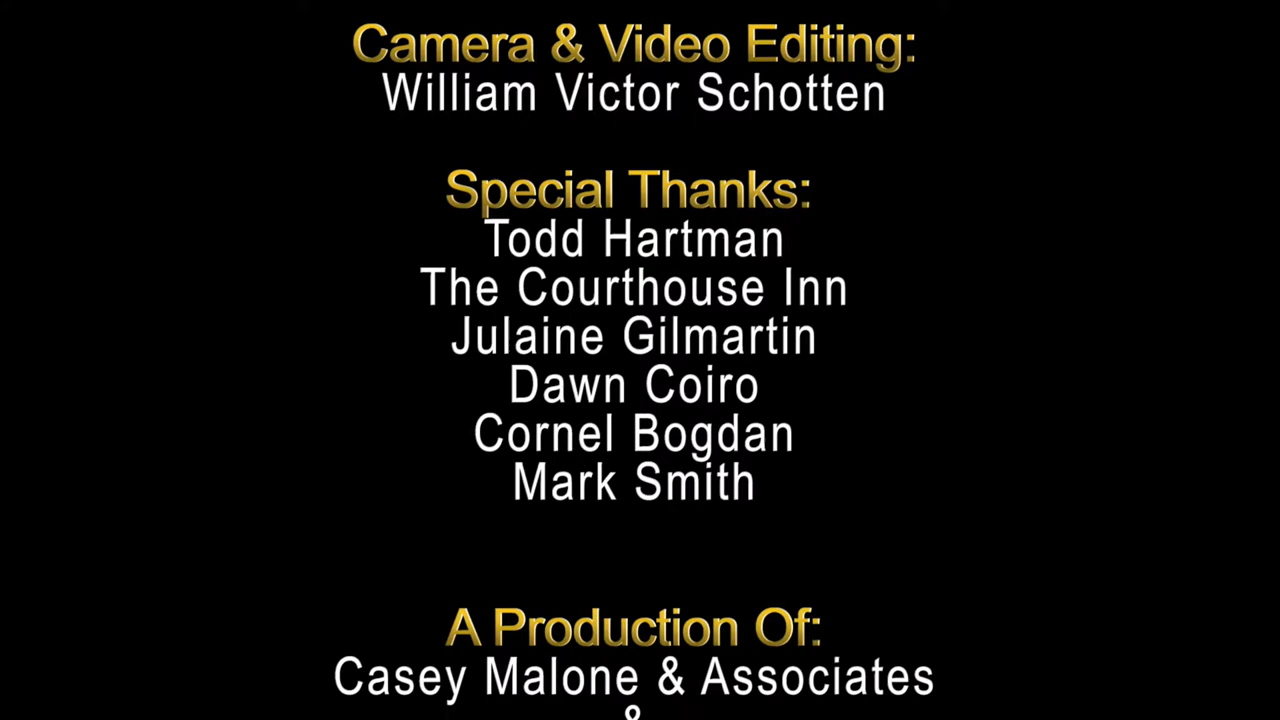 Camera & Video Editing:
William Victor Schotten
Special Thanks:
Todd Hartman
The Courthouse Inn
Julaine Gilmartin
Dawn Coiro
Cornel Bogdan
Mark Smith
A Production Of:
Casey Malone & Associates
&